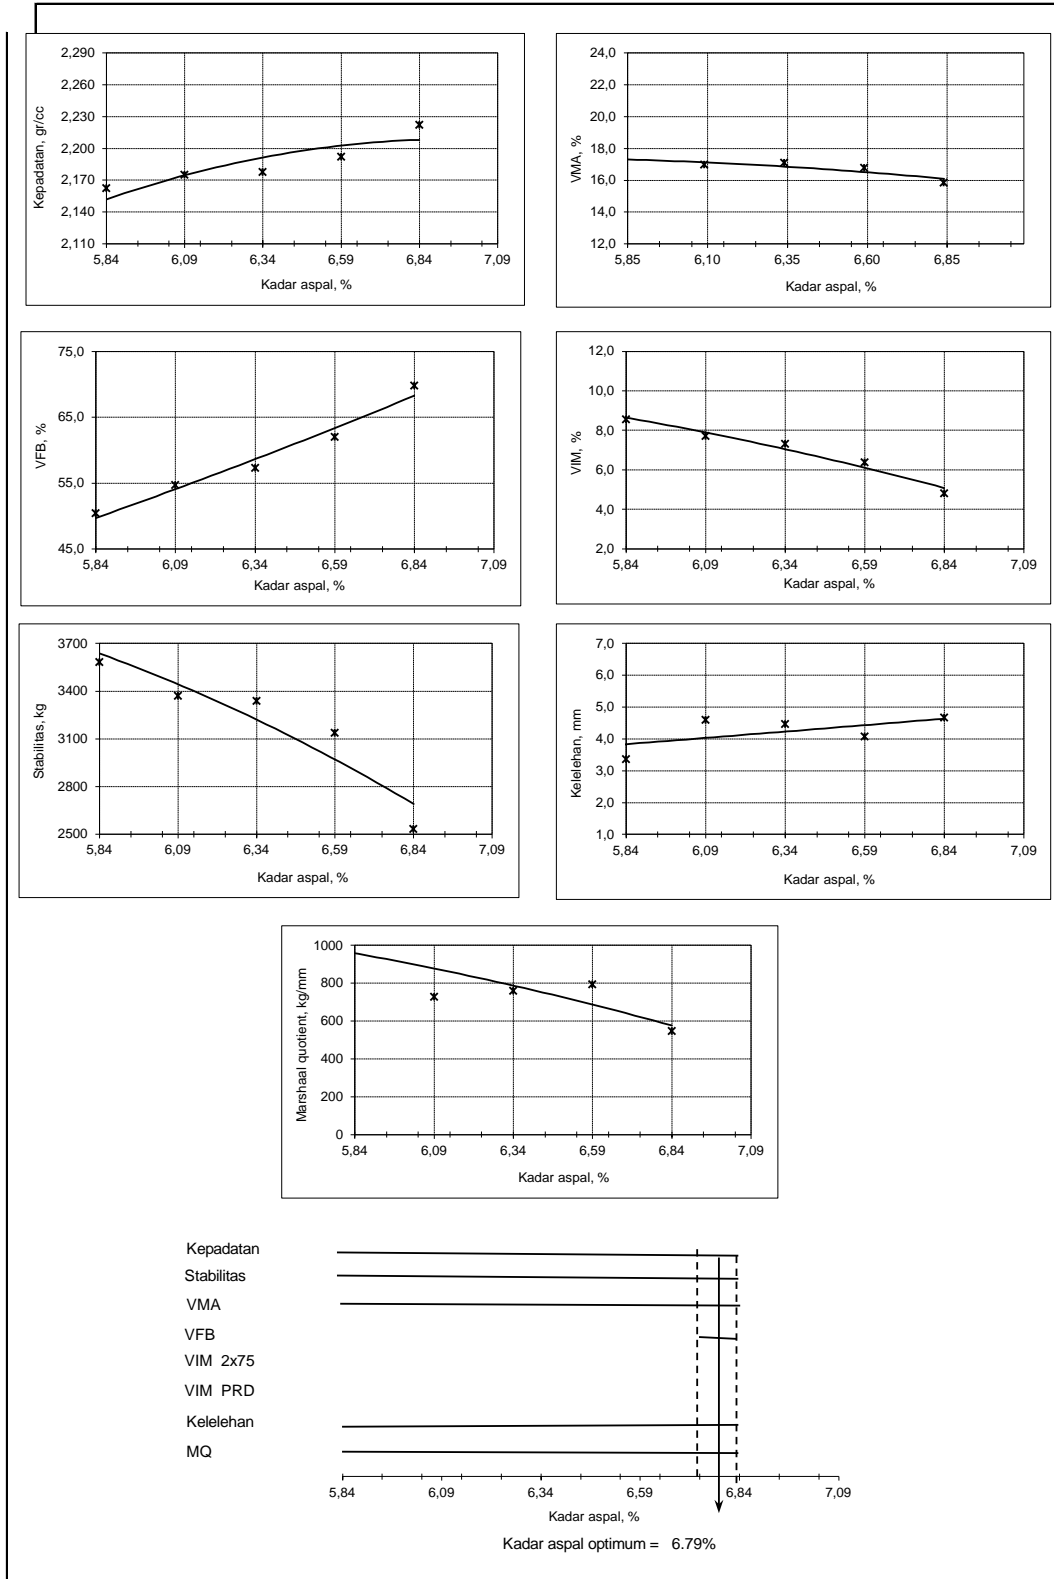 2,290
2,260
2,230
2,200
2,170
2,140
2,110
Kepadatan, gr/cc
5,84 6,09 6,34 6,59 6,84 7,09
Kadar aspal, %
24,0
22,0
20,0
18,0
16,0
14,0
12,0
VMA, %
5,85 6,10 6,35 6,60 6,85
Kadar aspal, %
75,0
65,0
55,0
45,0
VFB, %
5,84 6,09 6,34 6,59 6,84 7,09
Kadar aspal, %
12,0
10,0
8,0
6,0
4,0
2,0
VIM, %
5,84 6,09 6,34 6,59 6,84 7,09
Kadar aspal, %
3700
3400
3100
2800
2500
Stabilitas, kg
5,84 6,09 6,34 6,59 6,84 7,09
Kadar aspal, %
7,0
6,0
5,0
4,0
3,0
2,0
1,0
Kelelehan, mm
5,84 6,09 6,34 6,59 6,84 7,09
Kadar aspal, %
1000
800
600
400
200
0
Marshaal quotient, kg/mm
5,84 6,09 6,34 6,59 6,84 7,09
Kadar aspal, %
Kepadatan
Stabilitas
VMA
VFB
VIM 2x75
VIM PRD
Kelelehan
MQ
5,84 6,09 6,34 6,59 6,84 7,09
Kadar aspal, %
Kadar aspal optimum = 6.79%